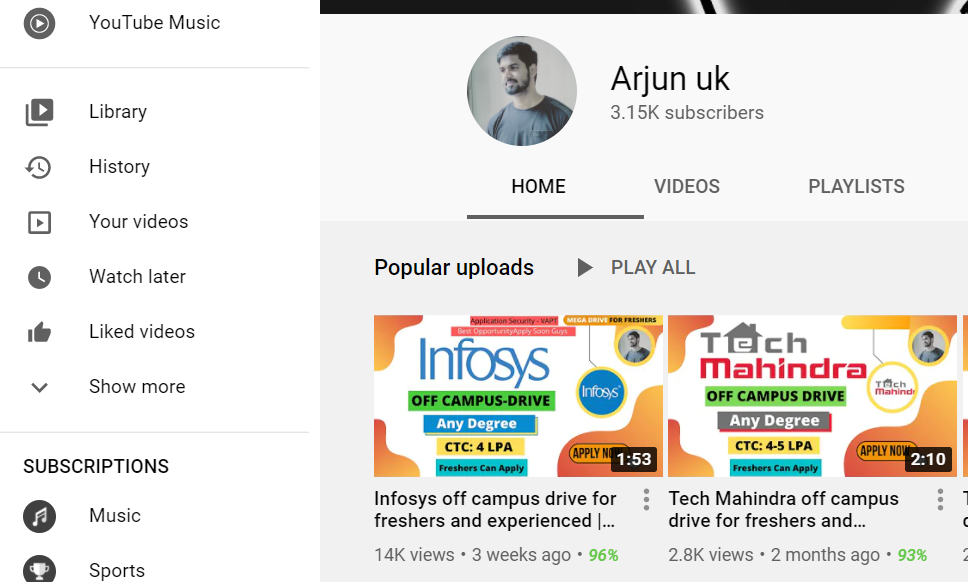 YouTube Music
Library
History
Your videos
Watch later
Liked videos
Show more
SUBSCRIPTIONS
Music
Sports
Arjun uk
3.15K subscribers
HOME VIDEOS PLAYLISTS
Popular uploads PLAY ALL
Application Security - VAPT
MEGA DRIVE FOR FRESHERS
Best OpportunityApply Soon Guys
Infosys
OFF CAMPUS-DRIVE
Infosys
Any Degree
CTC: 4 LPA
APPLY NOW
Freshers Can Apply
1:53
Tech
Mahindra
OFF CAMPUS DRIVE
Tech
Mahindra
Any Degree
CTC: 4-5 LPA
APPLY NOW
Freshers Can Apply
2:10
Infosys off campus drive for
freshers and experienced |...
14K views • 3 weeks ago • 96%
Tech Mahindra off campus
drive for freshers and...
2.8K views • 2 months ago • 93%